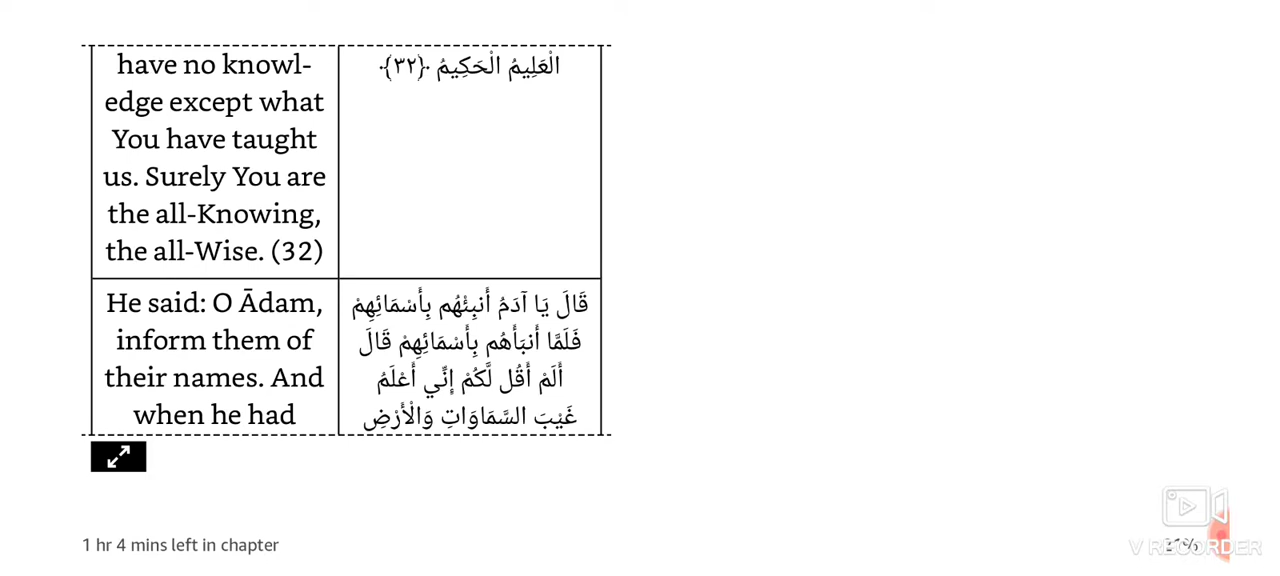 have no knowl-
edge except what
You have taught
us. Surely You are
the all-Knowing,
the all-Wise. (32)
الْعَلِيمُ الْحَكِيمُ ﴿٣٢﴾
He said: O Ādam,
inform them of
their names. And
when he had
قَالَ يَا آدَمُ أَنبِئْهُم بِأَسْمَائِهِمْ
فَلَمَّا أَنبَأَهُم بِأَسْمَائِهِمْ قَالَ
أَلَمْ أَقُل لَّكُمْ إِنِّي أَعْلَمُ
غَيْبَ السَّمَاوَاتِ وَالْأَرْضِ
1 hr 4 mins left in chapter
V RECORDER